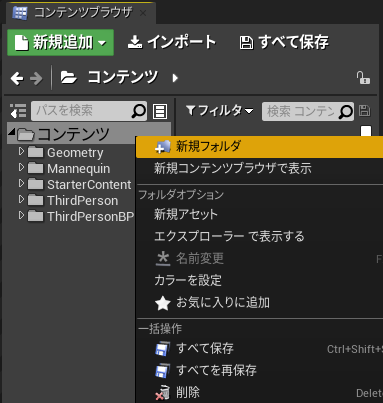 コンテンツブラウザ
新規追加 インポート すべて保存
コンテンツ
パスを検索 フィルタ 検索 コンテン
コンテンツ
Geometry
Mannequin
StarterContent
ThirdPerson
ThirdPersonBP
新規フォルダ
新規コンテンツブラウザで表示
フォルダオプション
新規アセット
エクスプローラー で表示する
名前変更 F
カラーを設定
お気に入りに追加
一括操作
すべて保存 Ctrl+Shift+
すべてを再保存
削除 Delet